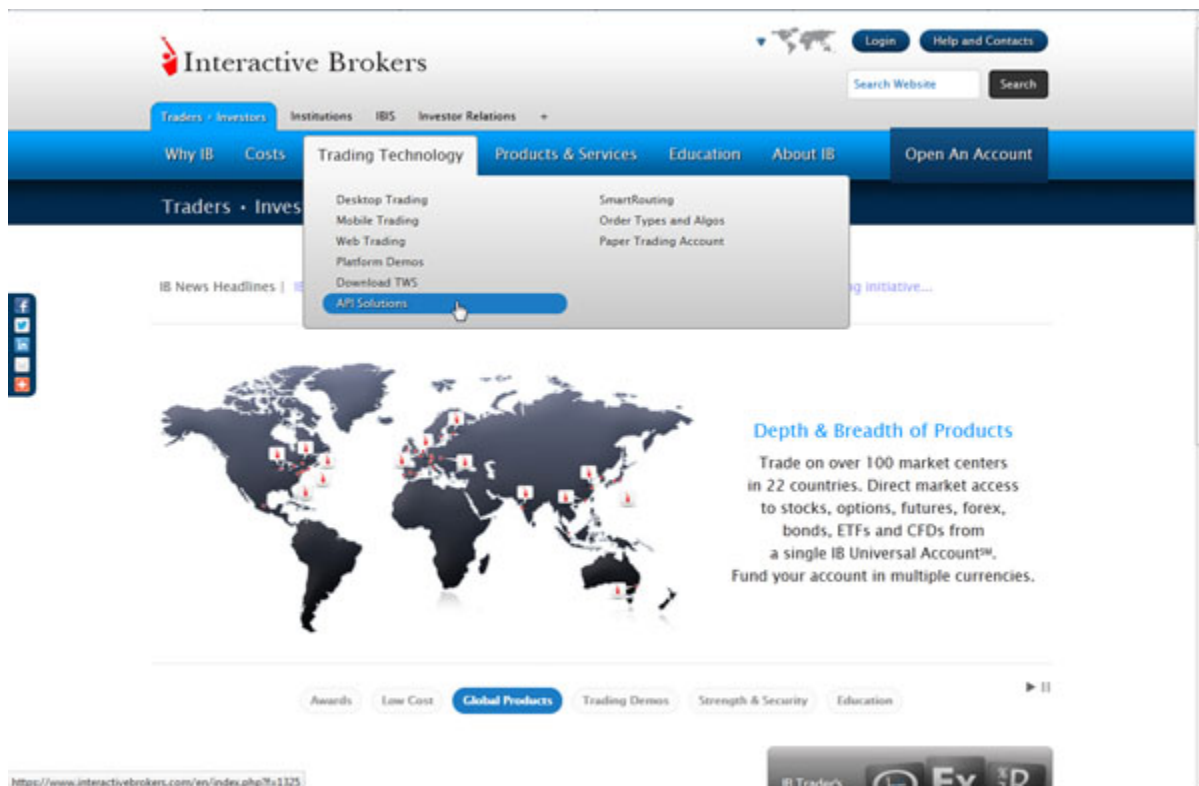 Interactive Brokers
Login
Help and Contacts
Search Website
Search
Traders • Investors
Institutions
IBIS
Investor Relations
+
Why IB
Costs
Trading Technology
Products & Services
Education
About IB
Open An Account
Traders • Inves
Desktop Trading
Mobile Trading
Web Trading
Platform Demos
Download TWS
API Solutions
SmartRouting
Order Types and Algos
Paper Trading Account
IB News Headlines |
g initiative...
Depth & Breadth of Products
Trade on over 100 market centers
in 22 countries. Direct market access
to stocks, options, futures, forex,
bonds, ETFs and CFDs from
a single IB Universal Account℠.
Fund your account in multiple currencies.
Awards
Low Cost
Global Products
Trading Demos
Strength & Security
Education
IB Trader's
Ex
https://www.interactivebrokers.com/en/index.php?f=1325